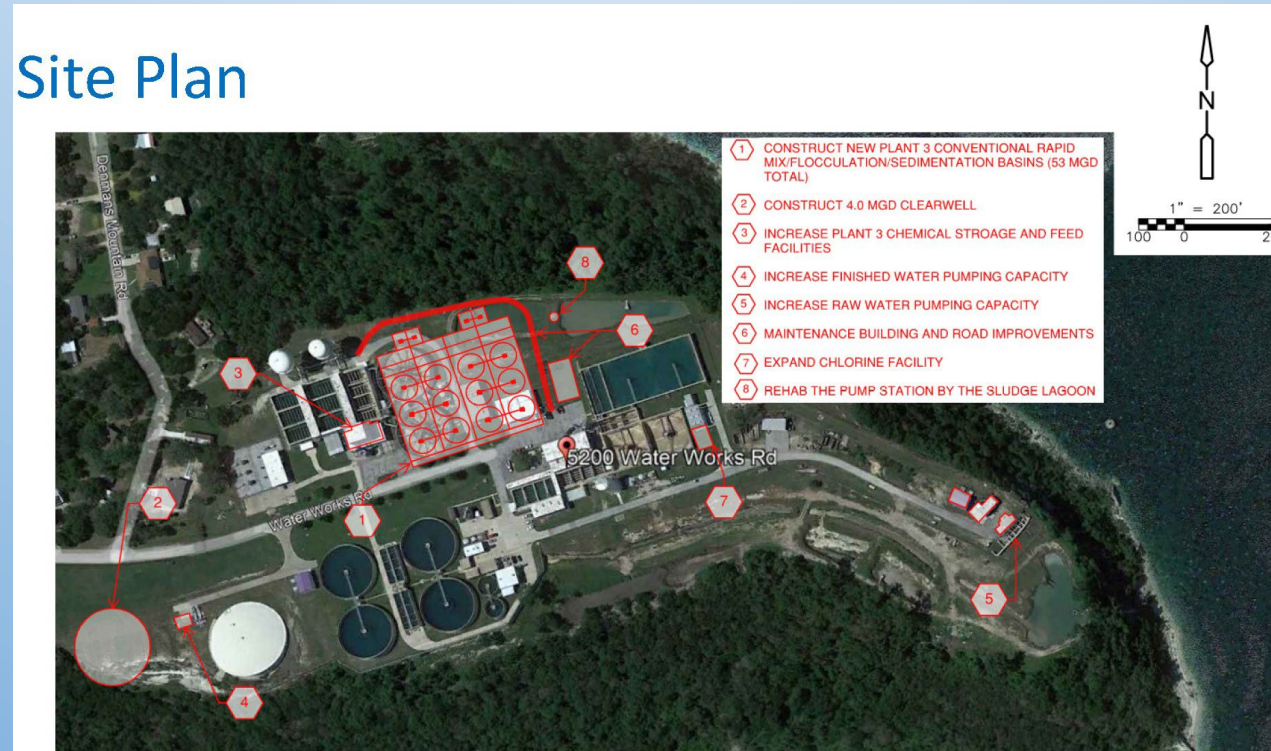 Site Plan
N
1" = 200'
100 0 2
1 CONSTRUCT NEW PLANT 3 CONVENTIONAL RAPID
MIX/FLOCCULATION/SEDIMENTATION BASINS (53 MGD
TOTAL)
2 CONSTRUCT 4.0 MGD CLEARWELL
3 INCREASE PLANT 3 CHEMICAL STROAGE AND FEED
FACILITIES
4 INCREASE FINISHED WATER PUMPING CAPACITY
5 INCREASE RAW WATER PUMPING CAPACITY
6 MAINTENANCE BUILDING AND ROAD IMPROVEMENTS
7 EXPAND CHLORINE FACILITY
8 REHAB THE PUMP STATION BY THE SLUDGE LAGOON
Denmans Mountain Rd
8
6
3
5200 Water Works Rd
2
Water Works Rd
1
7
5
4